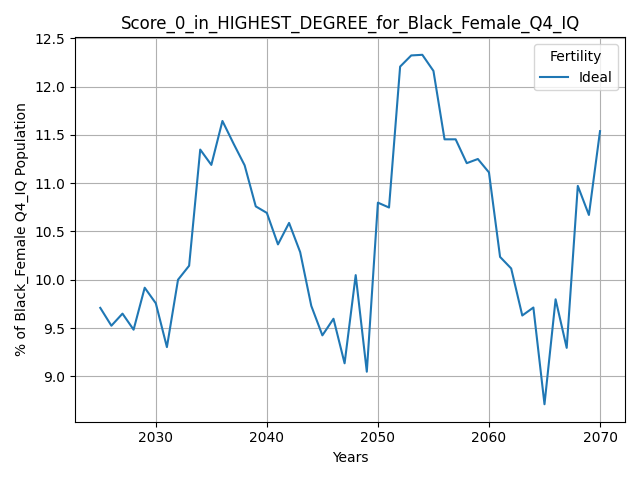 Score_0_in_HIGHEST_DEGREE_for_Black_Female_Q4_IQ
Fertility
Ideal
% of Black_Female Q4_IQ Population
12.5
12.0
11.5
11.0
10.5
10.0
9.5
9.0
2030 2040 2050 2060 2070
Years